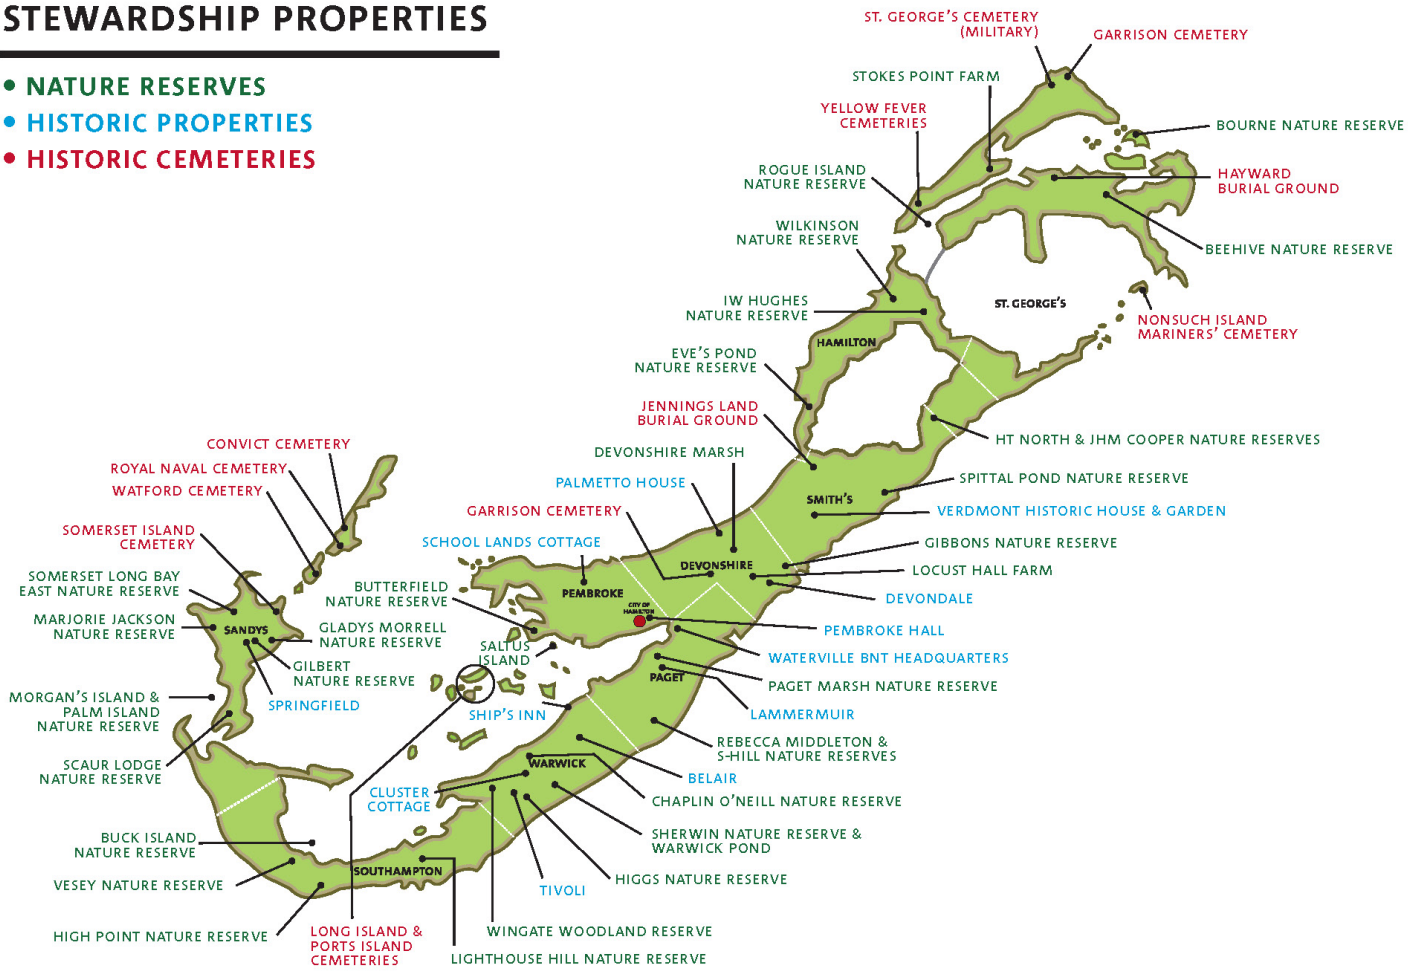 STEWARDSHIP PROPERTIES
• NATURE RESERVES
• HISTORIC PROPERTIES
• HISTORIC CEMETERIES
ST. GEORGE'S CEMETERY
(MILITARY)
GARRISON CEMETERY
STOKES POINT FARM
YELLOW FEVER
CEMETERIES
BOURNE NATURE RESERVE
ROGUE ISLAND
NATURE RESERVE
HAYWARD
BURIAL GROUND
WILKINSON
NATURE RESERVE
BEEHIVE NATURE RESERVE
IW HUGHES
NATURE RESERVE
ST. GEORGE'S
NONSUCH ISLAND
MARINERS' CEMETERY
HAMILTON
EVE'S POND
NATURE RESERVE
JENNINGS LAND
BURIAL GROUND
HT NORTH & JHM COOPER NATURE RESERVES
DEVONSHIRE MARSH
PALMETTO HOUSE
SPITTAL POND NATURE RESERVE
SMITH'S
GARRISON CEMETERY
VERDMONT HISTORIC HOUSE & GARDEN
SCHOOL LANDS COTTAGE
GIBBONS NATURE RESERVE
DEVONSHIRE
LOCUST HALL FARM
BUTTERFIELD
NATURE RESERVE
PEMBROKE
DEVONDALE
CITY OF
HAMILTON
PEMBROKE HALL
SALTUS
ISLAND
WATERVILLE BNT HEADQUARTERS
PAGET
PAGET MARSH NATURE RESERVE
SHIP'S INN
LAMMERMUIR
REBECCA MIDDLETON &
S-HILL NATURE RESERVES
WARWICK
BELAIR
CLUSTER
COTTAGE
CHAPLIN O'NEILL NATURE RESERVE
SHERWIN NATURE RESERVE &
WARWICK POND
HIGGS NATURE RESERVE
TIVOLI
WINGATE WOODLAND RESERVE
LIGHTHOUSE HILL NATURE RESERVE
CONVICT CEMETERY
ROYAL NAVAL CEMETERY
WATFORD CEMETERY
SOMERSET ISLAND
CEMETERY
SOMERSET LONG BAY
EAST NATURE RESERVE
MARJORIE JACKSON
NATURE RESERVE
SANDYS
GLADYS MORRELL
NATURE RESERVE
GILBERT
NATURE RESERVE
SPRINGFIELD
MORGAN'S ISLAND &
PALM ISLAND
NATURE RESERVE
SCAUR LODGE
NATURE RESERVE
BUCK ISLAND
NATURE RESERVE
SOUTHAMPTON
VESEY NATURE RESERVE
HIGH POINT NATURE RESERVE
LONG ISLAND &
PORTS ISLAND
CEMETERIES